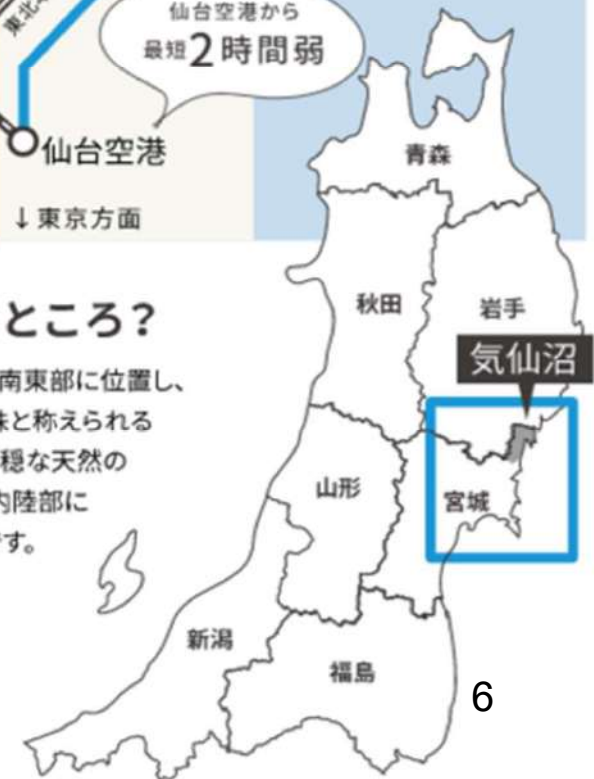 東北
仙台空港から
最短2時間弱
仙台空港
↓東京方面
ところ？
南東部に位置し、
と称えられる
穏な天然の
内陸部に
す。
青森
秋田
岩手
気仙沼
山形
宮城
新潟
福島
6